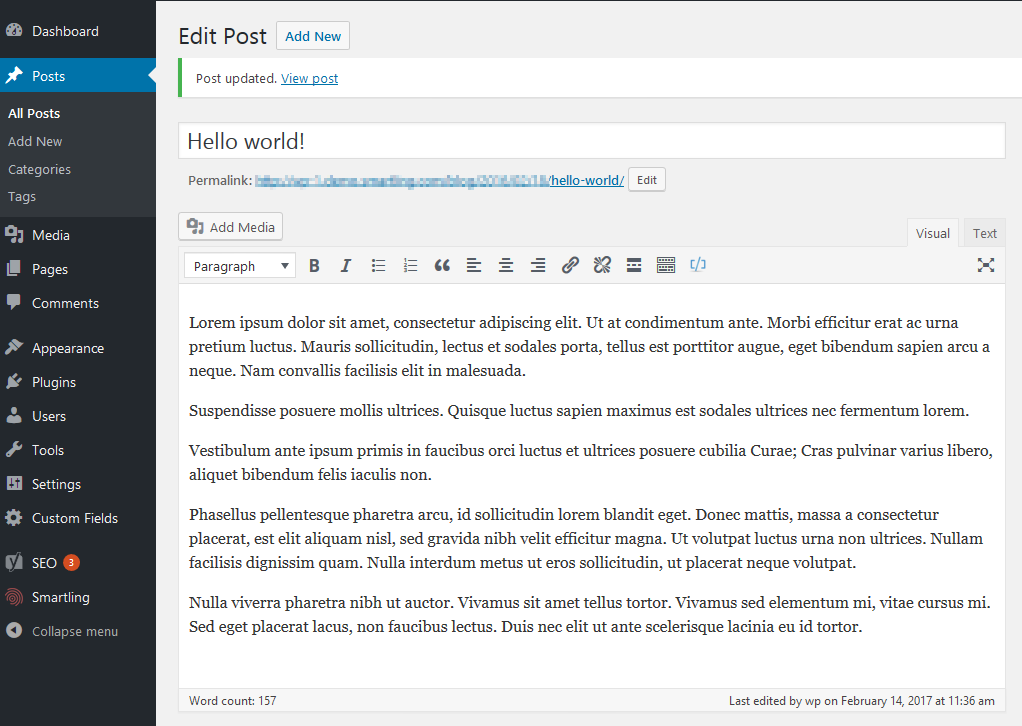 Dashboard
Posts
All Posts
Add New
Categories
Tags
Media
Pages
Comments
Appearance
Plugins
Users
Tools
Settings
Custom Fields
SEO 3
Smartling
Collapse menu
Edit Post Add New
Post updated. View post
Hello world!
Permalink: /hello-world/ Edit
Add Media
Visual Text
Paragraph
Lorem ipsum dolor sit amet, consectetur adipiscing elit. Ut at condimentum ante. Morbi efficitur erat ac urna
pretium luctus. Mauris sollicitudin, lectus et sodales porta, tellus est porttitor augue, eget bibendum sapien arcu a
neque. Nam convallis facilisis elit in malesuada.
Suspendisse posuere mollis ultrices. Quisque luctus sapien maximus est sodales ultrices nec fermentum lorem.
Vestibulum ante ipsum primis in faucibus orci luctus et ultrices posuere cubilia Curae; Cras pulvinar varius libero,
aliquet bibendum felis iaculis non.
Phasellus pellentesque pharetra arcu, id sollicitudin lorem blandit eget. Donec mattis, massa a consectetur
placerat, est elit aliquam nisl, sed gravida nibh velit efficitur magna. Ut volutpat luctus urna non ultrices. Nullam
facilisis dignissim quam. Nulla interdum metus ut eros sollicitudin, ut placerat neque volutpat.
Nulla viverra pharetra nibh ut auctor. Vivamus sit amet tellus tortor. Vivamus sed elementum mi, vitae cursus mi.
Sed eget placerat lacus, non faucibus lectus. Duis nec elit ut ante scelerisque lacinia eu id tortor.
Word count: 157
Last edited by wp on February 14, 2017 at 11:36 am